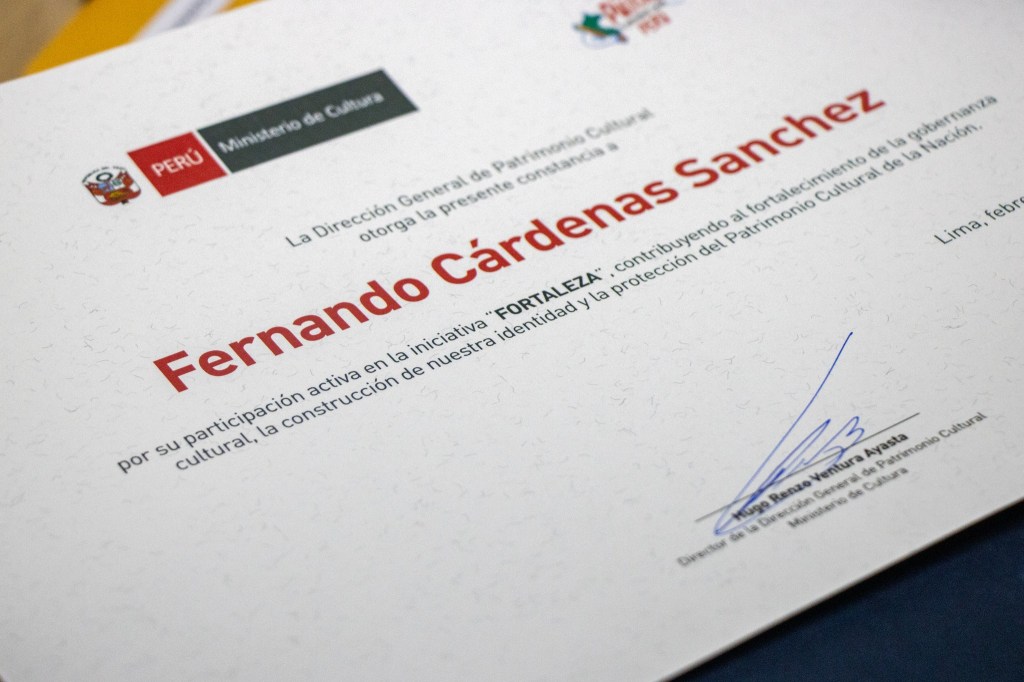 PERÚ
Ministerio de Cultura
La Dirección General de Patrimonio Cultural
otorga la presente constancia a
Fernando Cárdenas Sanchez
por su participación activa en la iniciativa "FORTALEZA", contribuyendo al fortalecimiento de la gobernanza
cultural, la construcción de nuestra identidad y la protección del Patrimonio Cultural de la Nación.
Lima, febre
Hugo Renzo Ventura Ayasta
Director de la Dirección General de Patrimonio Cultural
Ministerio de Cultura